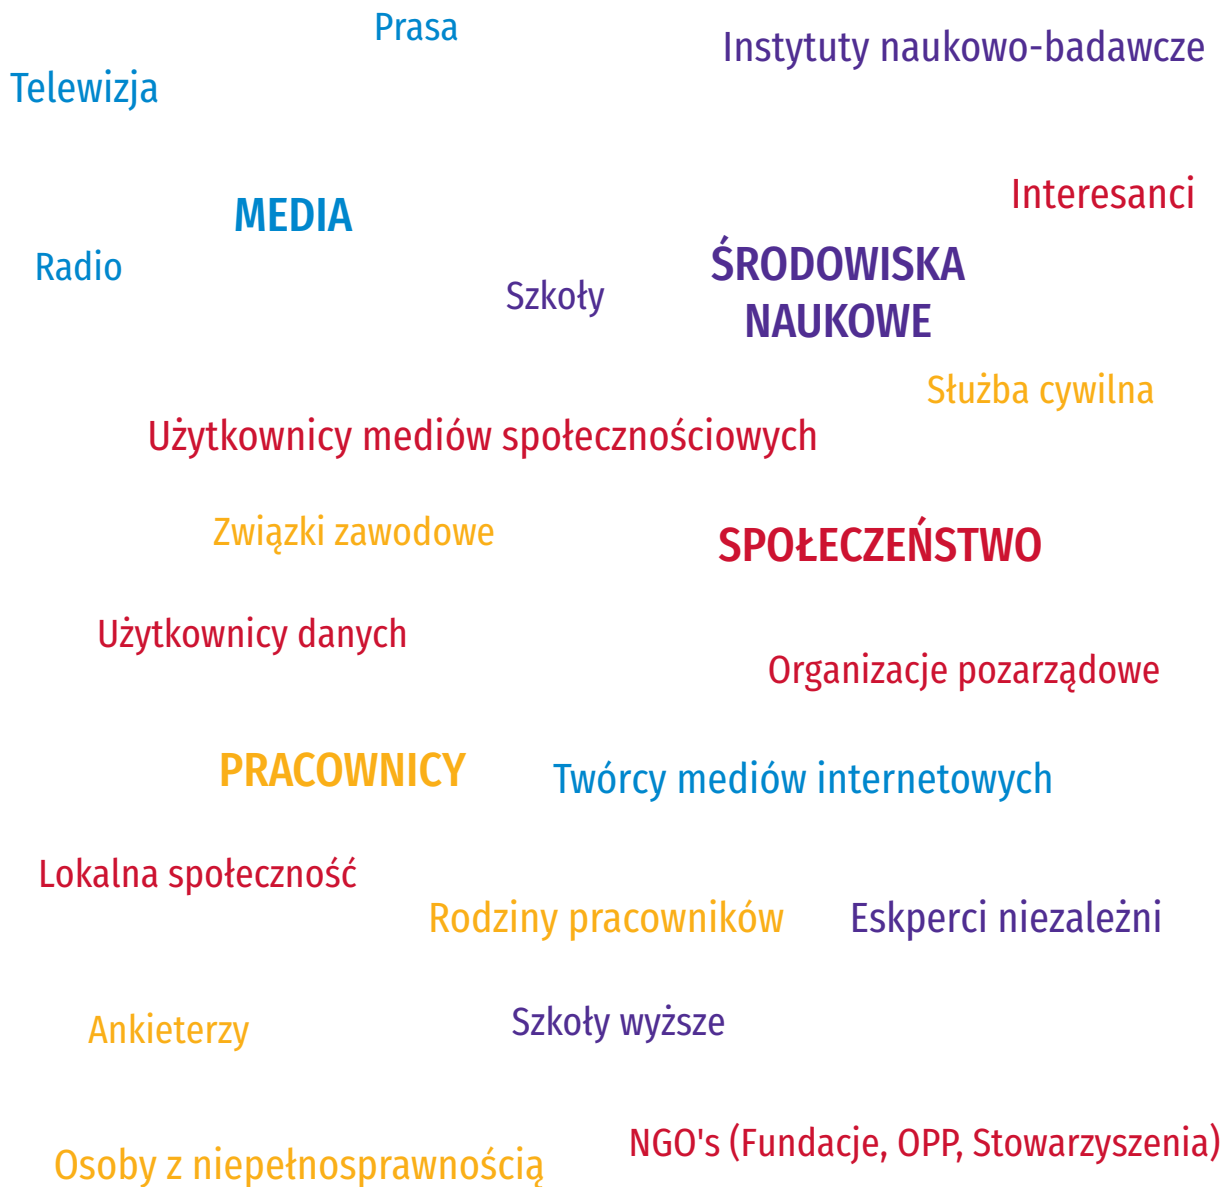 Prasa
Instytuty naukowo-badawcze
Telewizja
Interesanci
MEDIA
ŚRODOWISKA
NAUKOWE
Radio
Szkoły
Służba cywilna
Użytkownicy mediów społecznościowych
Związki zawodowe
SPOŁECZEŃSTWO
Użytkownicy danych
Organizacje pozarządowe
PRACOWNICY
Twórcy mediów internetowych
Lokalna społeczność
Rodziny pracowników
Eskperci niezależni
Ankieterzy
Szkoły wyższe
NGO's (Fundacje, OPP, Stowarzyszenia)
Osoby z niepełnosprawnością